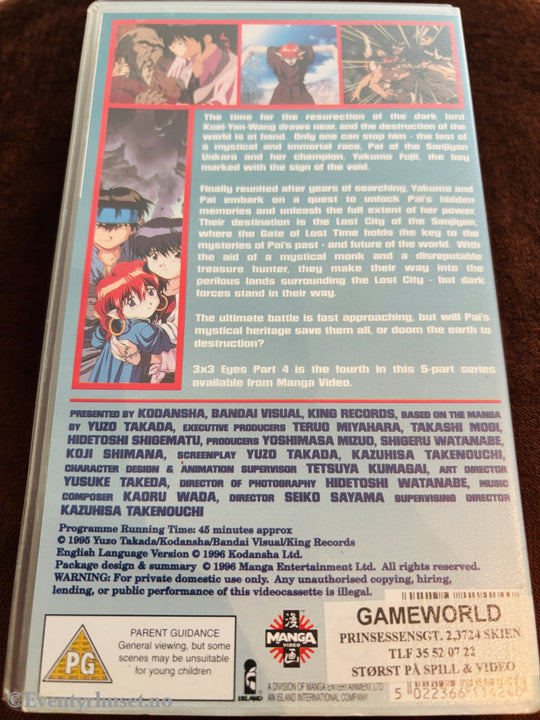 The time for the resurection of the dark lord
Kuei-Yan-Wang draws near, and the destruction of the
world is at hand. Only one can stop him - the last of
a mystical and immortal race, Pai of the Sanjiyan
Unkara and her champion, Yakumo Fujii, the boy
marked with the sign of the void.
Finally reunited after years of searching, Yakumo and
Pai embark on a quest to unlock Pai's hidden
memories and unleash the full extent of her power.
Their destination is the Lost City of the Sanjiyan,
where the Gate of Lost Time holds the key to the
mysteries of Pai's past - and future of the world. With
the aid of a mystical monk and a disreputable
treasure hunter, they make their way into the
perilous lands surrounding the Lost City - but dark
forces stand in their way.
The ultimate battle is fast approaching, but will Pai's
mystical heritage save them all, or doom the earth to
destruction?
3x3 Eyes Part 4 is the fourth in this 5-part series
available from Manga Video.
PRESENTED BY KODANSHA, BANDAI VISUAL, KING RECORDS, BASED ON THE MANGA
BY YUZO TAKADA, EXECUTIVE PRODUCERS TERUO MIYAHARA, TAKASHI MOGI,
HIDETOSHI SHIGEMATU, PRODUCERS YOSHIMASA MIZUO, SHIGERU WATANABE,
KOJI SHIMANA, SCREENPLAY YUZO TAKADA, KAZUHISA TAKENOUCHI,
CHARACTER DESIGN & ANIMATION SUPERVISOR TETSUYA KUMAGAI, ART DIRECTOR
YUSUKE TAKEDA, DIRECTOR OF PHOTOGRAPHY HIDETOSHI WATANABE, MUSIC
COMPOSER KAORU WADA, DIRECTOR SEIKO SAYAMA SUPERVISING DIRECTOR
KAZUHISA TAKENOUCHI
Programme Running Time: 45 minutes approx
© 1995 Yuzo Takada/Kodansha/Bandai Visual/King Records
English Language Version © 1996 Kodansha Ltd.
Package design & summary © 1996 Manga Entertainment Ltd. All rights reserved.
WARNING: For private domestic use only. Any unauthorised copying, hiring,
lending, or public performance of this videocassette is illegal.
PG
PARENT GUIDANCE
General viewing, but some
scenes may be unsuitable
for young children
漫
MANGA
VIDEO
画
ISLAND
A DIVISION OF MANGA ENTERTAINMENT LTD
AN ISLAND INTERNATIONAL COMPANY
GAMEWORLD
PRINSESSENSGT. 2,3724 SKIEN
TLF 35 52 07 22
STØRST PÅ SPILL & VIDEO
5 022366 114246
© Eventyrhuset.no